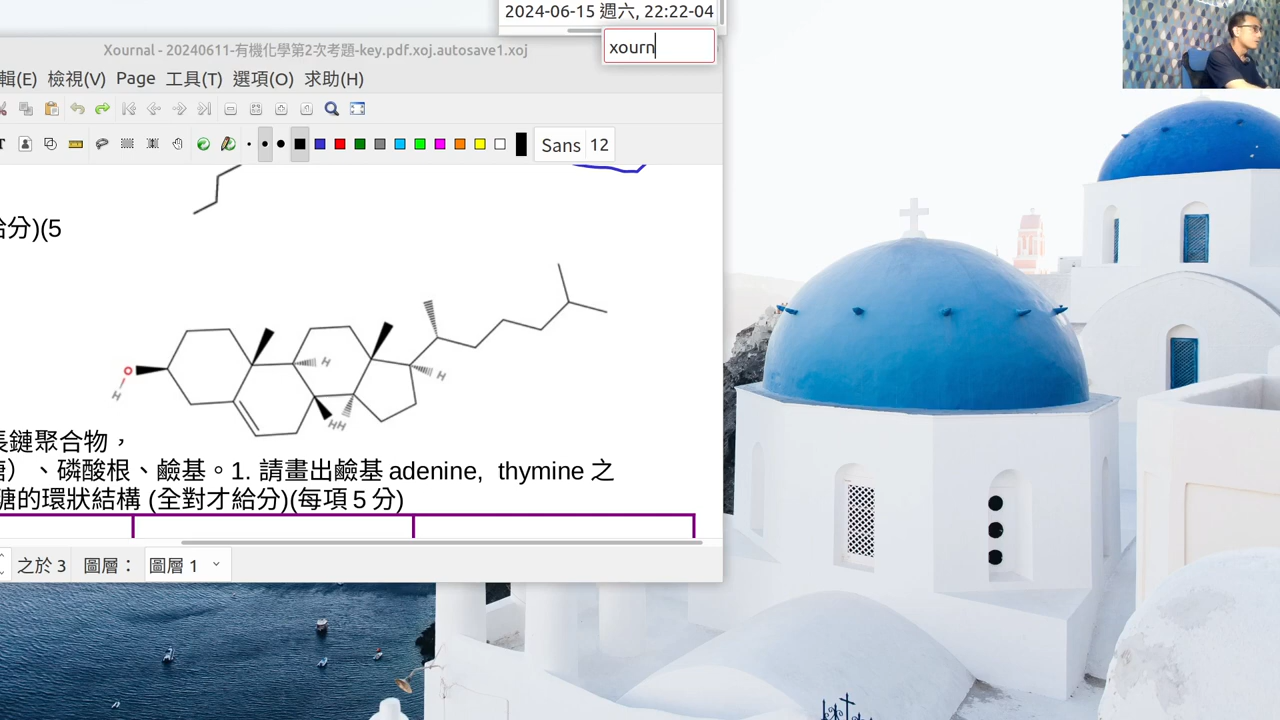 2024-06-15 週六, 22:22-04
xourn
Xournal - 20240611-有機化學第2次考題-key.pdf.xoj.autosave1.xoj
輯(E) 檢視(V) Page 工具(T) 選項(O) 求助(H)
T
Sans 12
給分)(5
H
H
O
H
HH
長鏈聚合物，
糖）、磷酸根、鹼基。1. 請畫出鹼基 adenine, thymine 之
糖的環狀結構 (全對才給分)(每項 5 分)
之於 3 圖層： 圖層 1